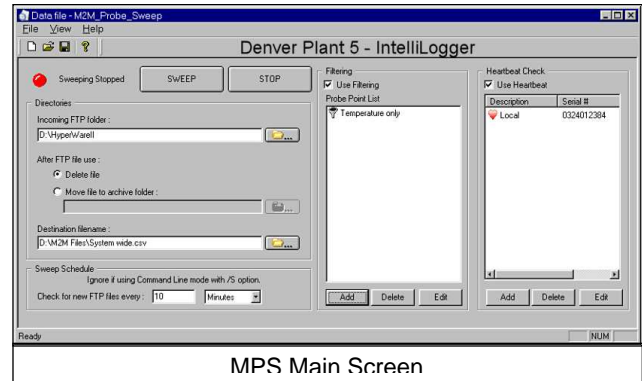 Data file - M2M_Probe_Sweep
File View Help
Denver Plant 5 - IntelliLogger
Sweeping Stopped
SWEEP
STOP
Directories
Incoming FTP folder :
D:\HyperWareII
...
After FTP file use :
Delete file
Move file to archive folder :
...
Destination filename :
D:\M2M Files\System wide.csv
...
Sweep Schedule
Ignore if using Command Line mode with /S option.
Check for new FTP files every : 10 Minutes
Filtering
Use Filtering
Probe Point List
Temperature only
Add Delete Edit
Heartbeat Check
Use Heartbeat
Description Serial #
Local 0324012384
Add Delete Edit
Ready
NUM
MPS Main Screen